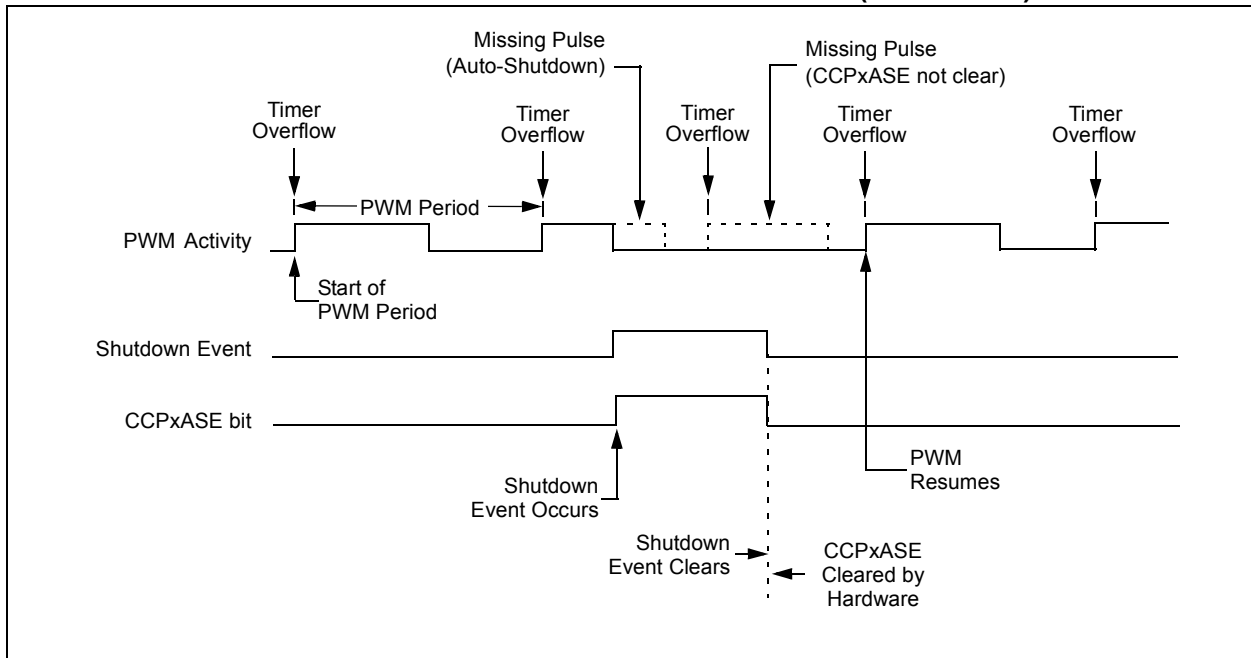 Missing Pulse
(Auto-Shutdown)
Missing Pulse
(CCPxASE not clear)
Timer
Overflow
Timer
Overflow
Timer
Overflow
Timer
Overflow
Timer
Overflow
PWM Period
PWM Activity
Start of
PWM Period
Shutdown Event
CCPxASE bit
Shutdown
Event Occurs
PWM
Resumes
Shutdown
Event Clears
CCPxASE
Cleared by
Hardware